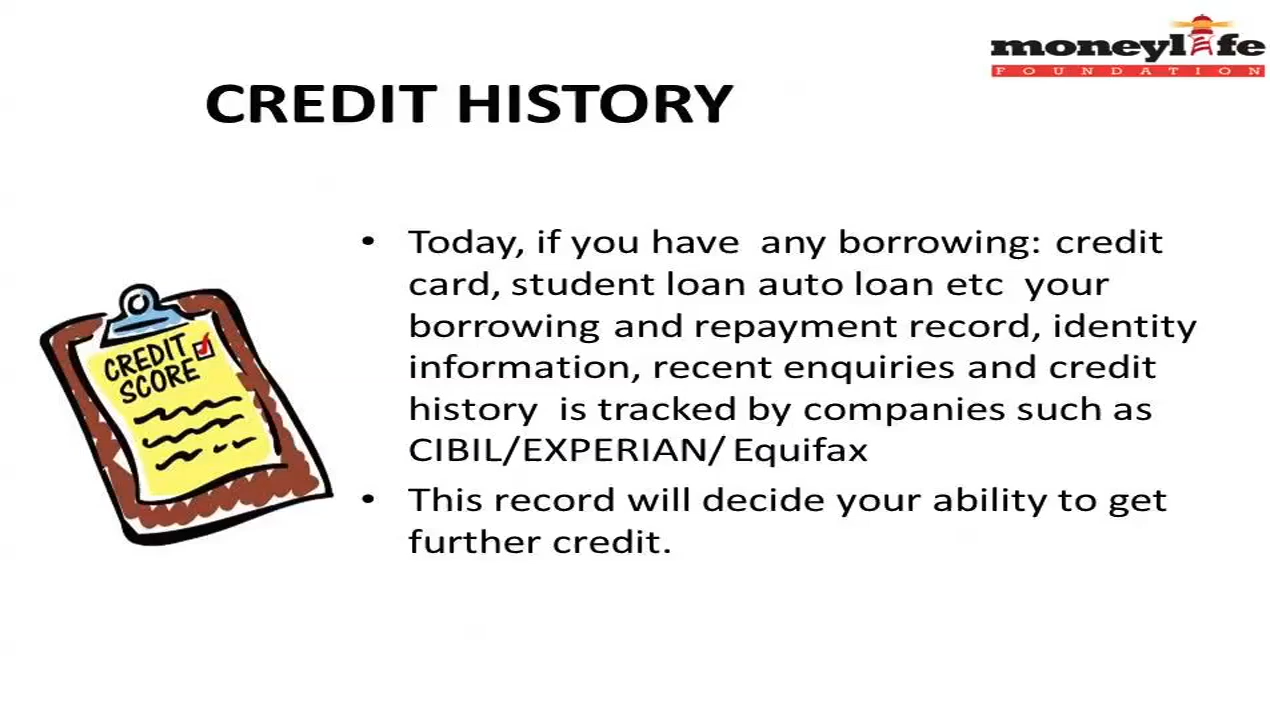 moneylife
FOUNDATION
CREDIT HISTORY
• Today, if you have any borrowing: credit
card, student loan auto loan etc your
borrowing and repayment record, identity
information, recent enquiries and credit
history is tracked by companies such as
CIBIL/EXPERIAN/ Equifax
• This record will decide your ability to get
further credit.
CREDIT
SCORE